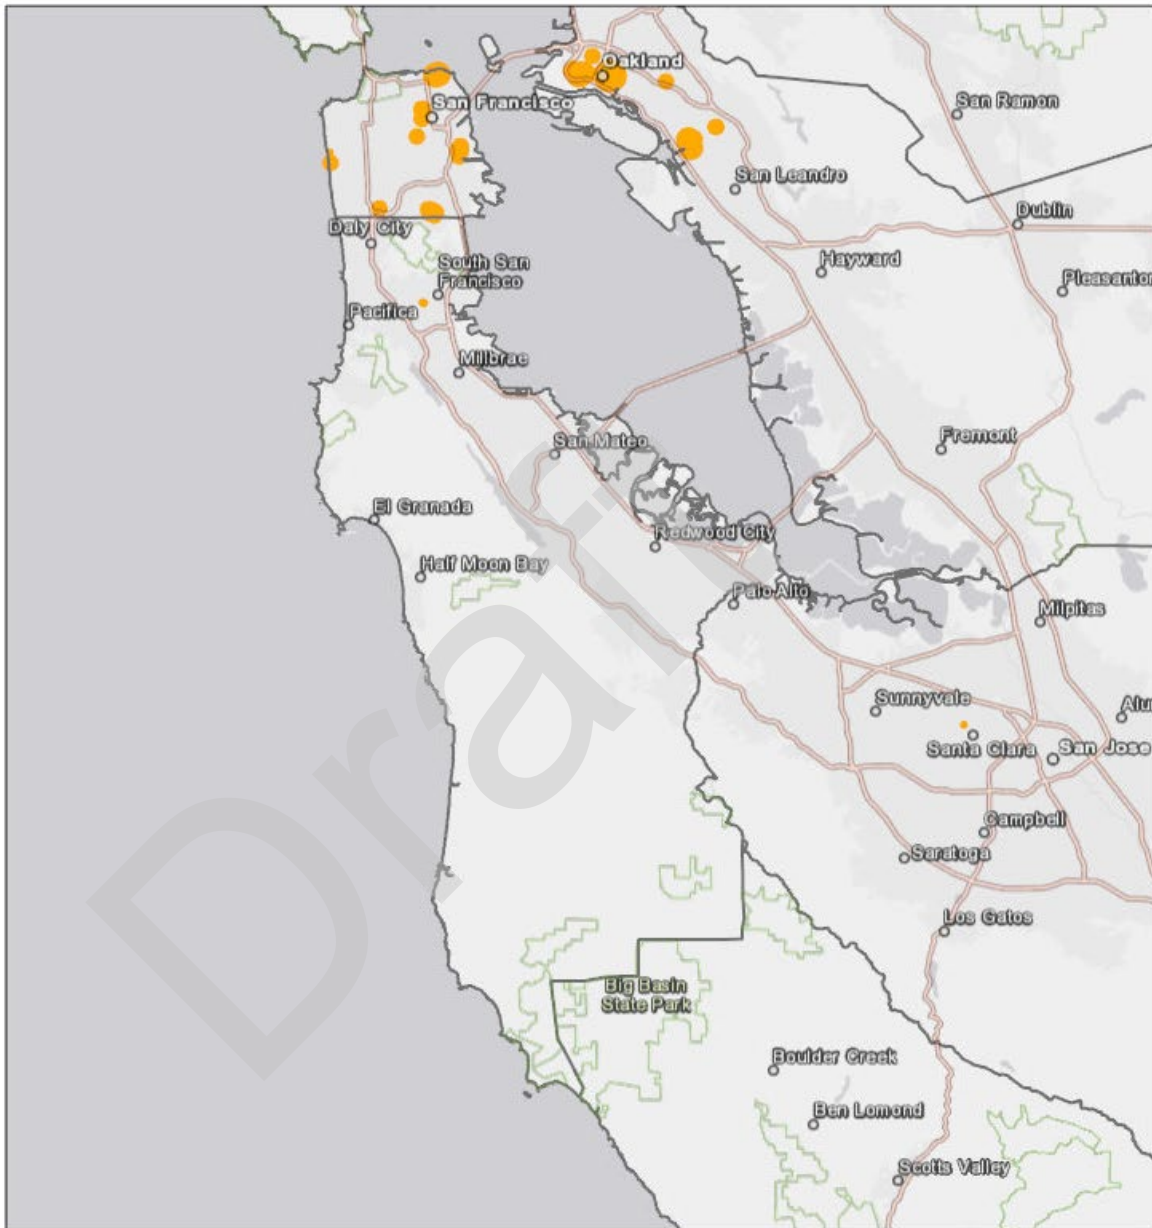 Oakland
San Ramon
San Francisco
San Leandro
Dublin
Daly City
Hayward
South San
Francisco
Pleasanton
Pacifica
Millbrae
Fremont
San Mateo
El Granada
Redwood City
Half Moon Bay
Palo Alto
Milpitas
Sunnyvale
Alu
Santa Clara
San Jose
Campbell
Saratoga
Los Gatos
Big Basin
State Park
Boulder Creek
Ben Lomond
Scotts Valley
Draft